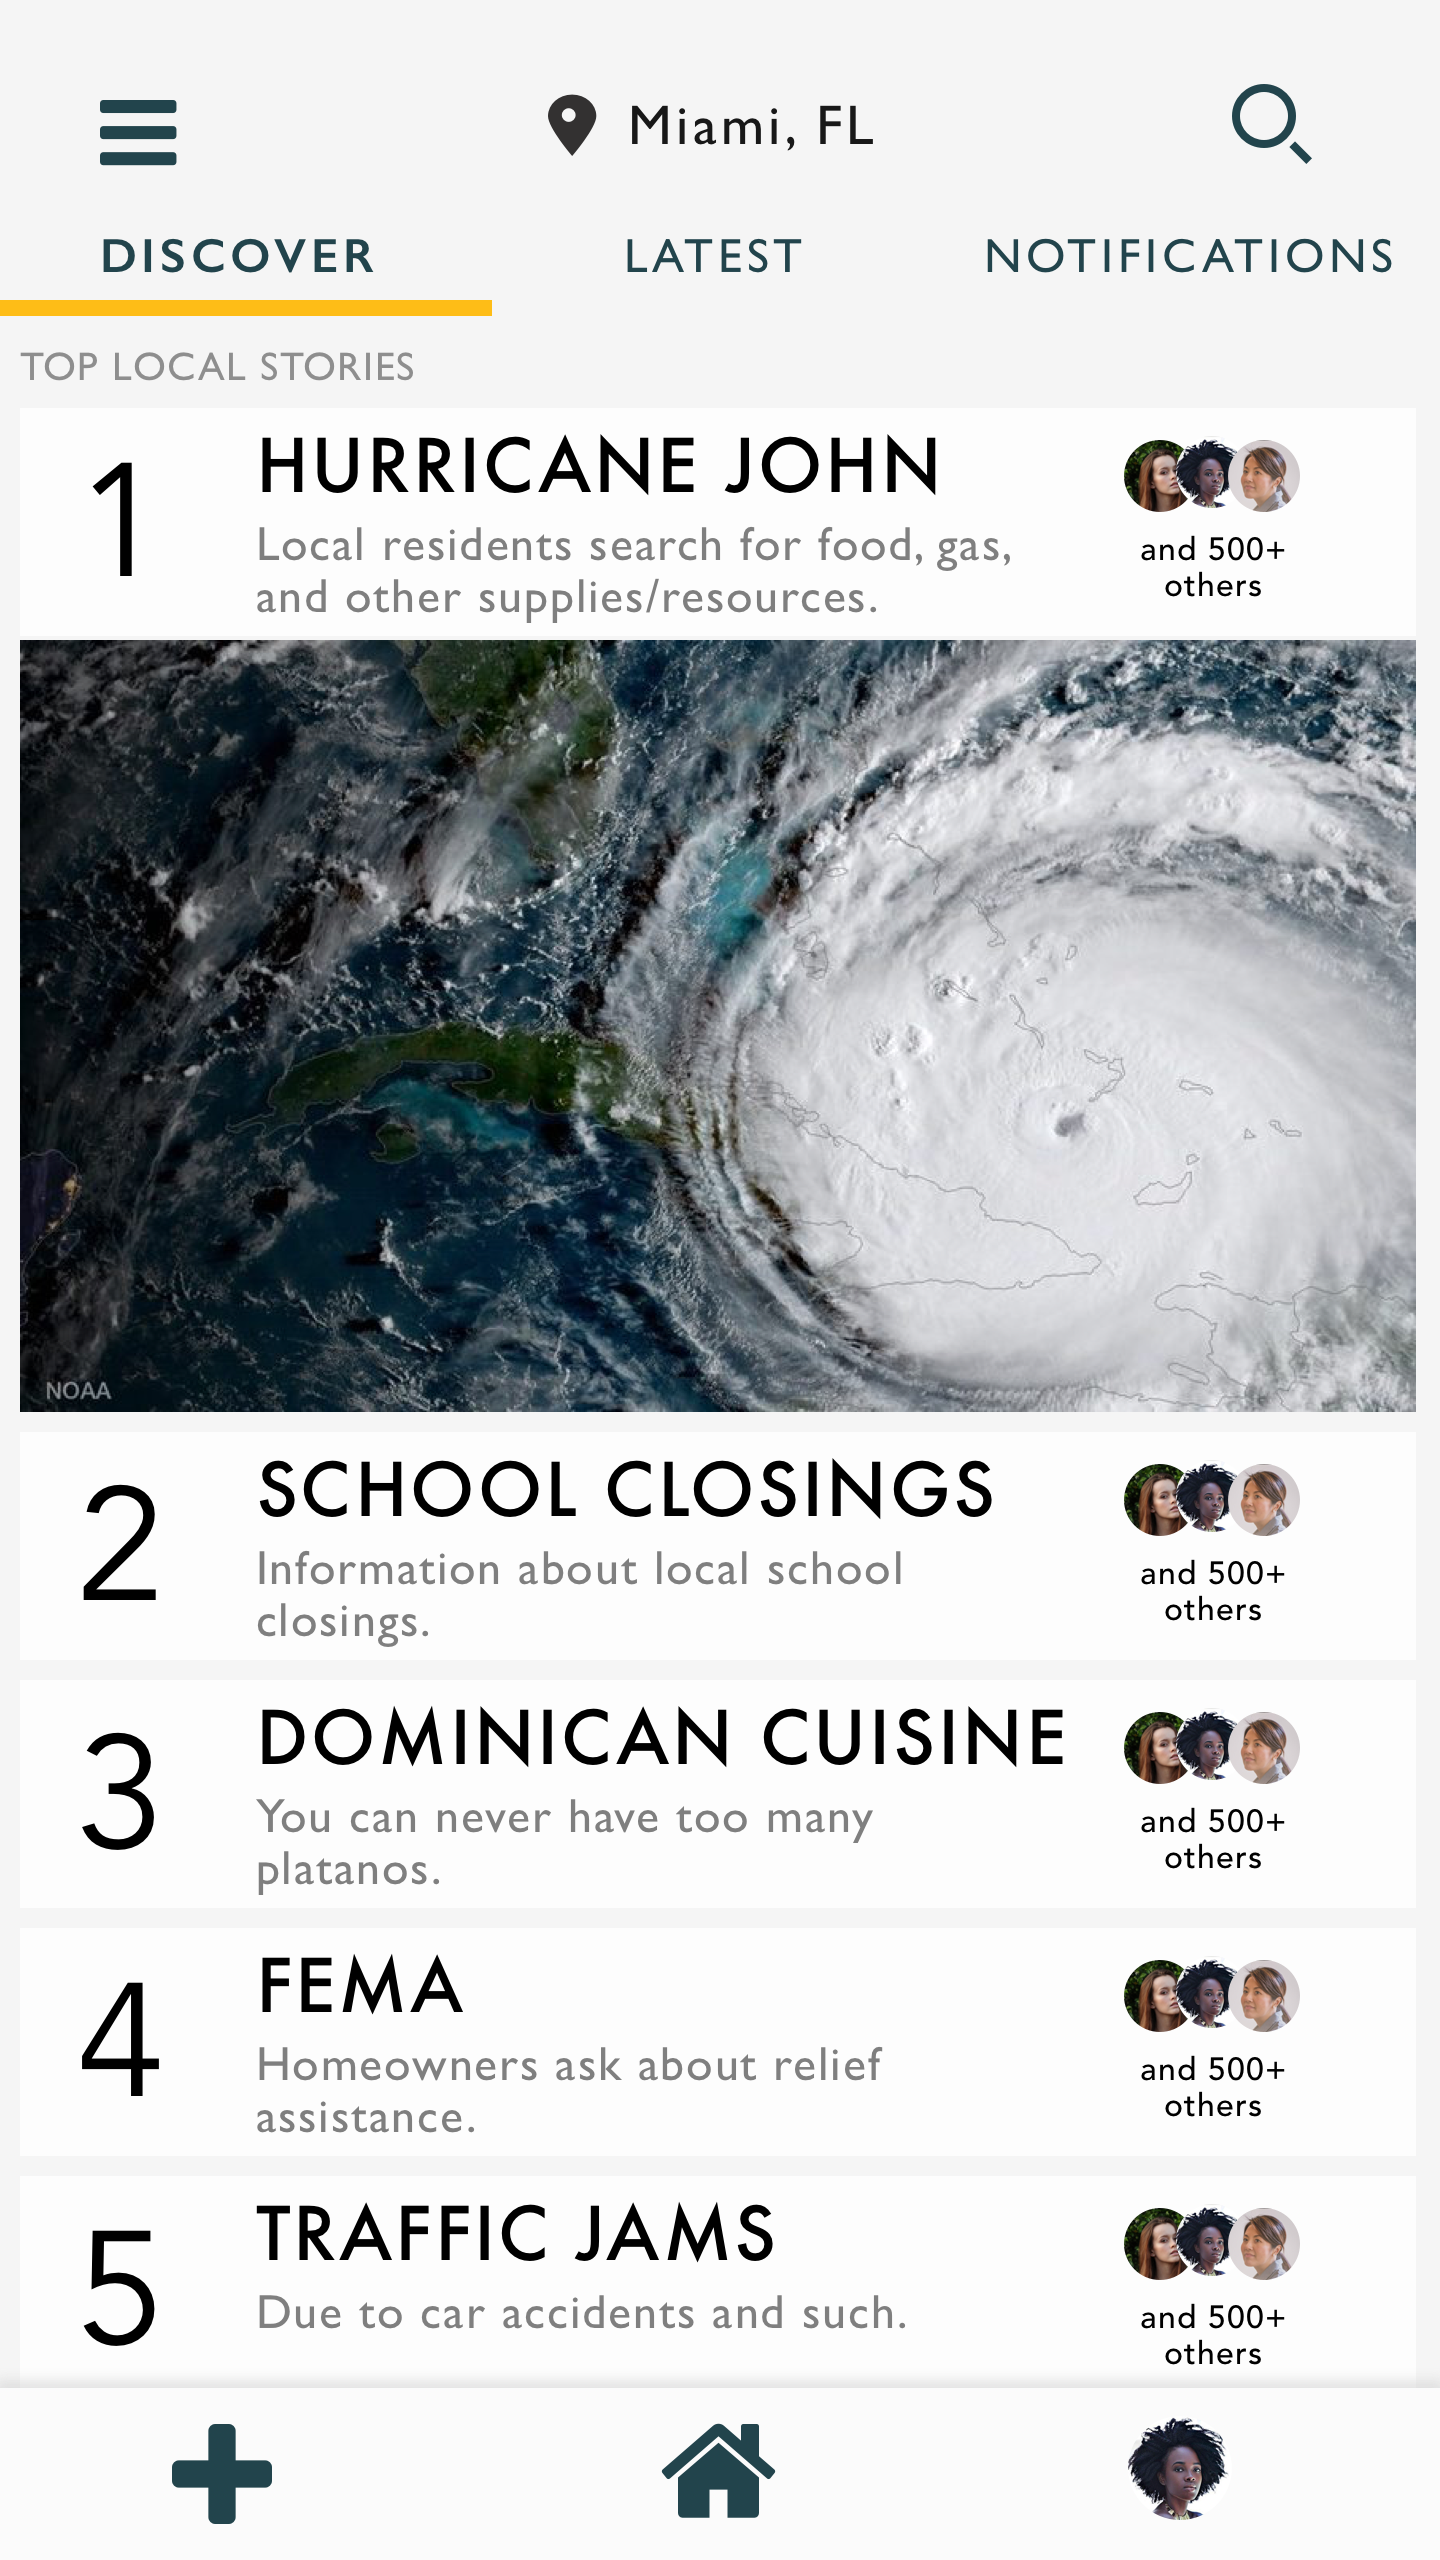 Miami, FL
DISCOVER
LATEST
NOTIFICATIONS
TOP LOCAL STORIES
1
HURRICANE JOHN
Local residents search for food, gas,
and other supplies/resources.
and 500+
others
NOAA
2
SCHOOL CLOSINGS
Information about local school
closings.
and 500+
others
3
DOMINICAN CUISINE
You can never have too many
platanos.
and 500+
others
4
FEMA
Homeowners ask about relief
assistance.
and 500+
others
5
TRAFFIC JAMS
Due to car accidents and such.
and 500+
others